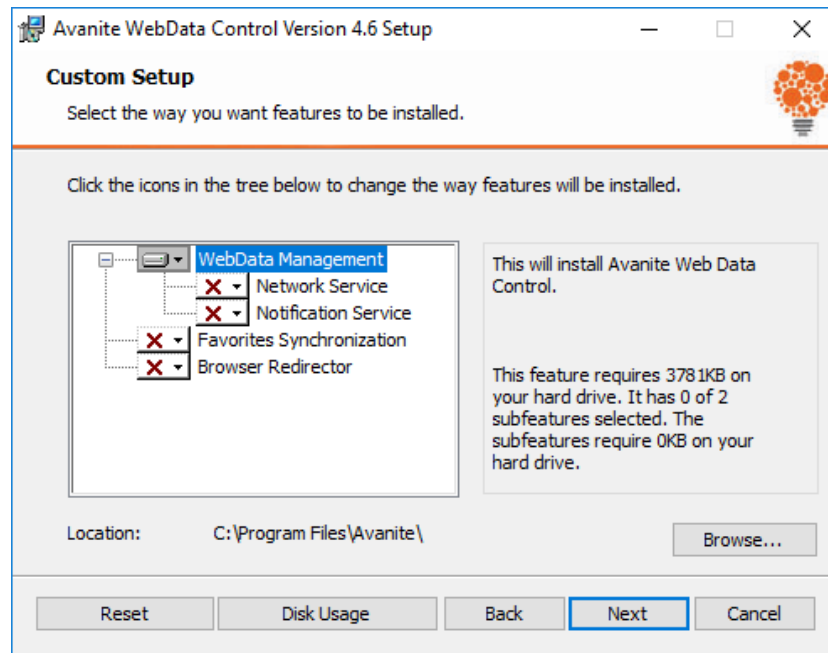 Avanite WebData Control Version 4.6 Setup
Custom Setup
Select the way you want features to be installed.
Click the icons in the tree below to change the way features will be installed.
WebData Management
Network Service
Notification Service
Favorites Synchronization
Browser Redirector
This will install Avanite Web Data
Control.
This feature requires 3781KB on
your hard drive. It has 0 of 2
subfeatures selected. The
subfeatures require 0KB on your
hard drive.
Location: C:\Program Files\Avanite\
Browse...
Reset Disk Usage Back Next Cancel